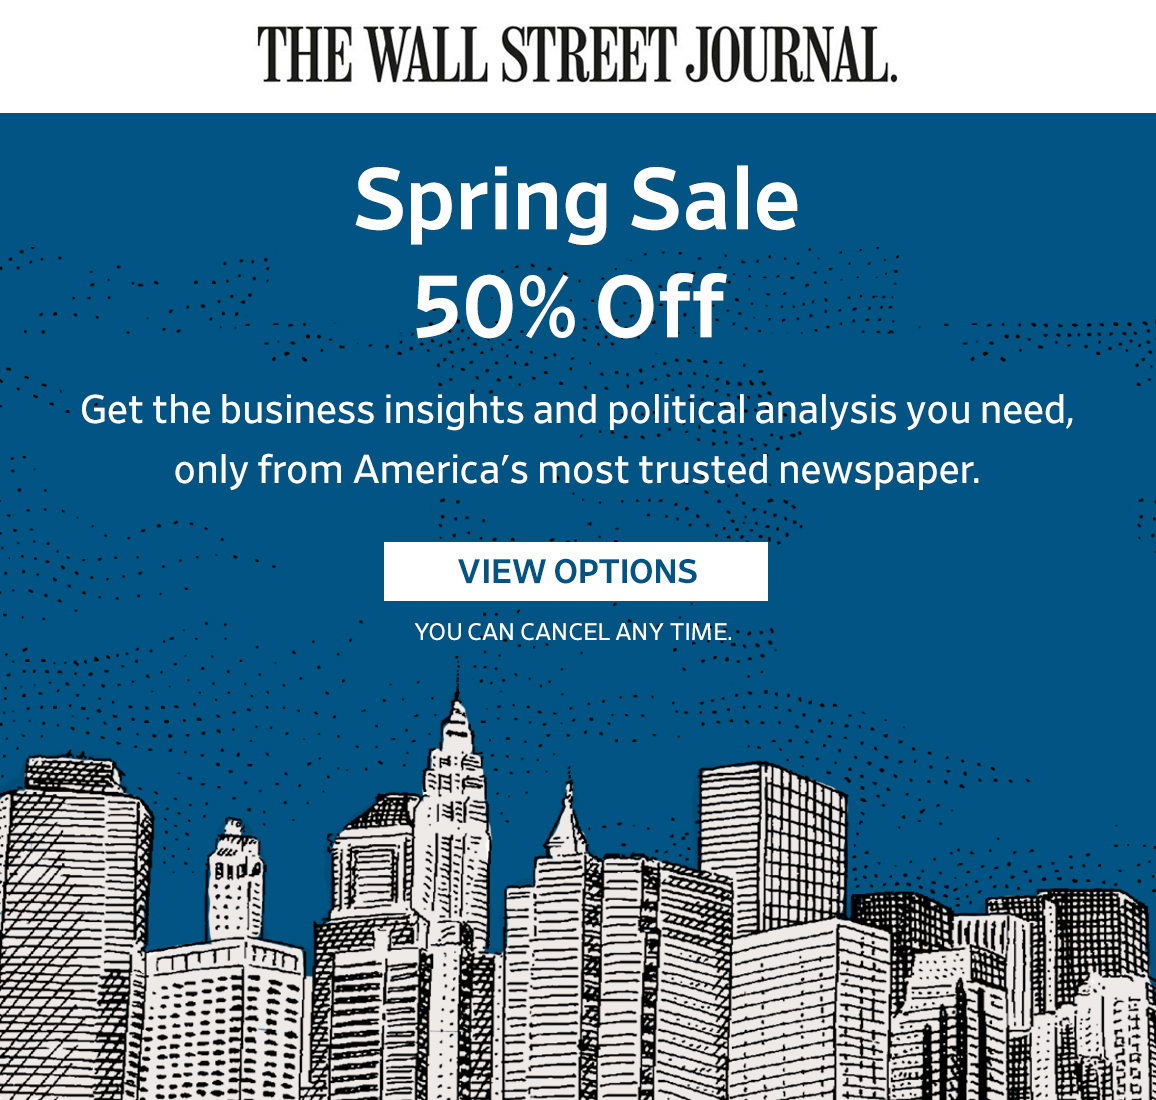 THE WALL STREET JOURNAL.
Spring Sale
50% Off
Get the business insights and political analysis you need,
only from America’s most trusted newspaper.
VIEW OPTIONS
YOU CAN CANCEL ANY TIME.